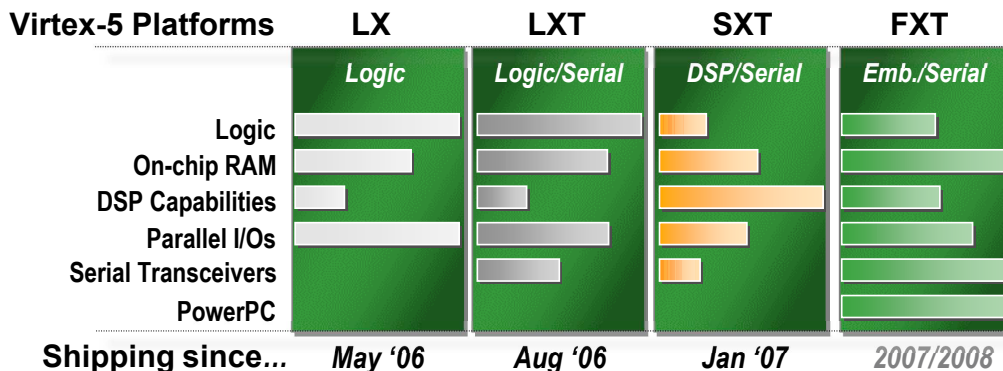 Virtex-5 Platforms LX LXT SXT FXT
Logic Logic/Serial DSP/Serial Emb./Serial
Logic
On-chip RAM
DSP Capabilities
Parallel I/Os
Serial Transceivers
PowerPC
Shipping since... May ‘06 Aug ‘06 Jan ‘07 2007/2008